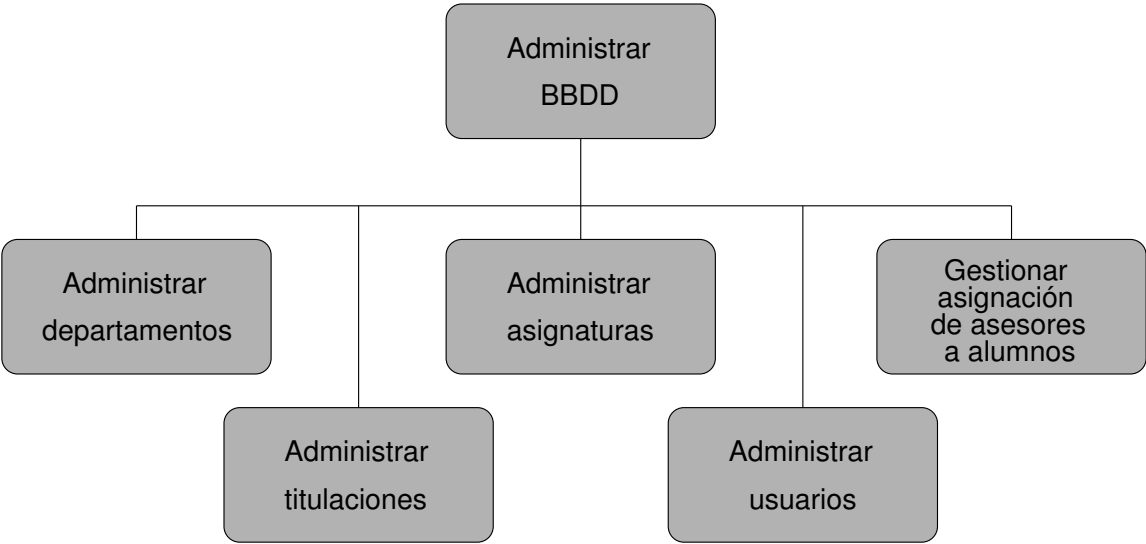 Administrar
BBDD
Administrar
departamentos
Administrar
asignaturas
Gestionar
asignación
de asesores
a alumnos
Administrar
titulaciones
Administrar
usuarios